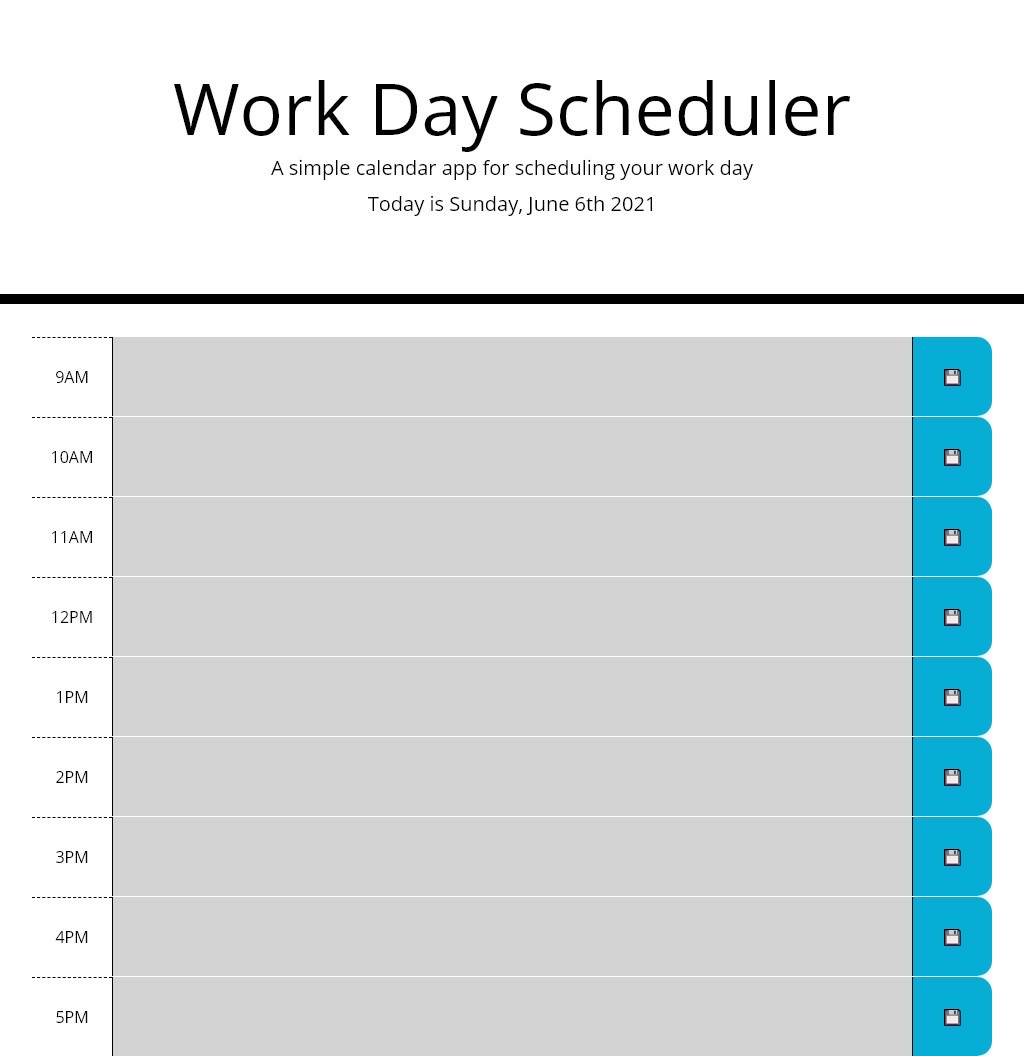 Work Day Scheduler
A simple calendar app for scheduling your work day
Today is Sunday, June 6th 2021
9AM
10AM
11AM
12PM
1PM
2PM
3PM
4PM
5PM